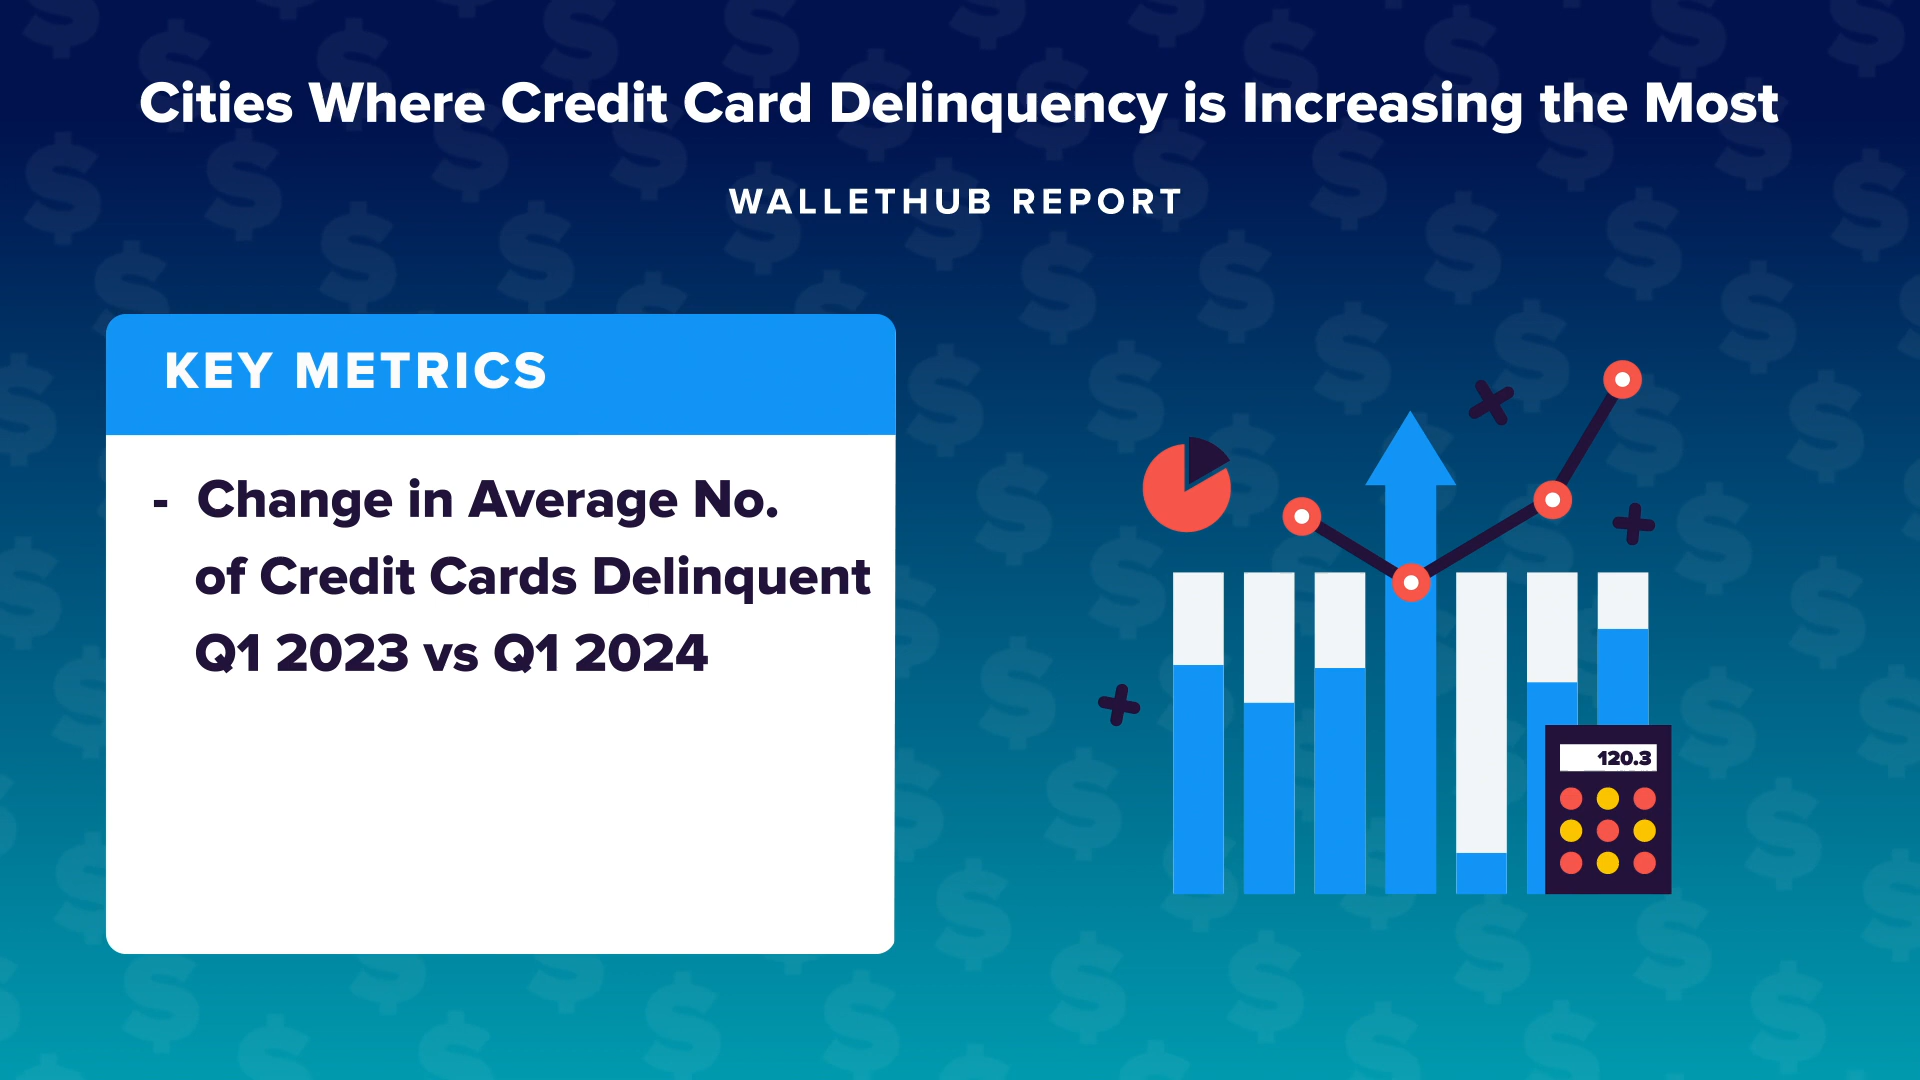 Cities Where Credit Card Delinquency is Increasing the Most
WALLETHUB REPORT
KEY METRICS
- Change in Average No.
of Credit Cards Delinquent
Q1 2023 vs Q1 2024
120.3